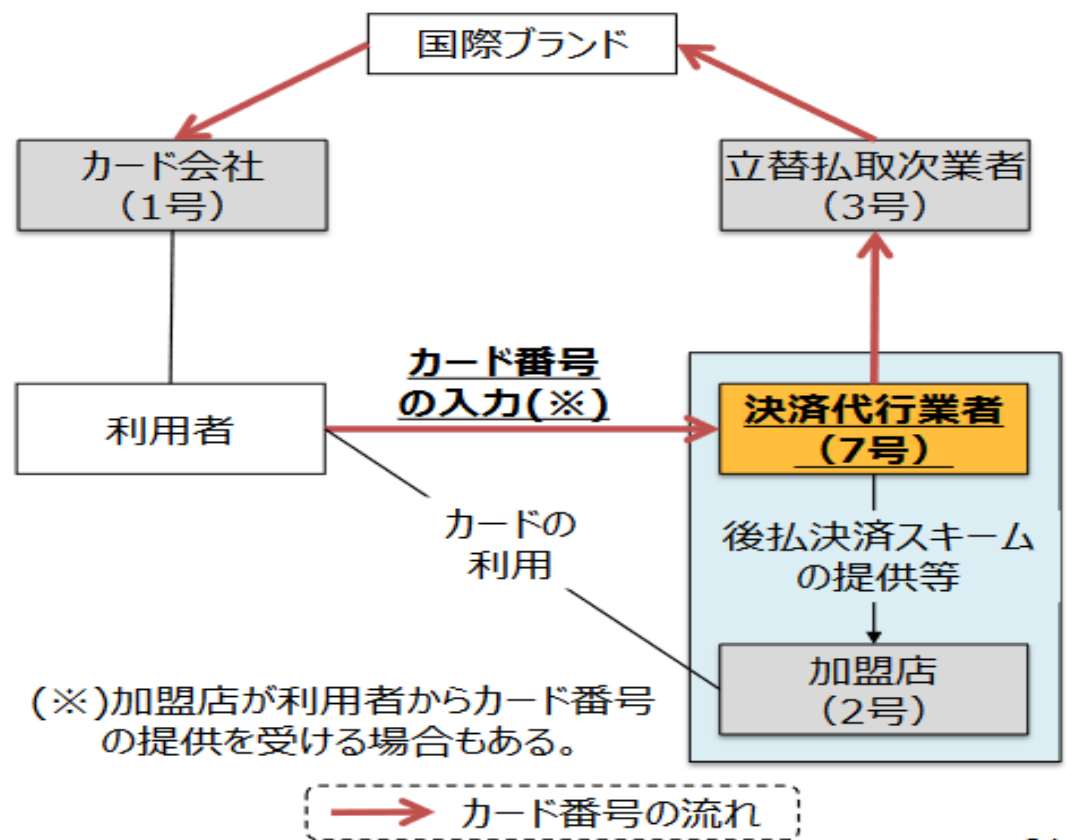 国際ブランド
カード会社
（1号）
立替払取次業者
（3号）
カード番号
の入力(※)
利用者
決済代行業者
（7号）
カードの
利用
後払決済スキーム
の提供等
加盟店
（2号）
(※)加盟店が利用者からカード番号
の提供を受ける場合もある。
カード番号の流れ